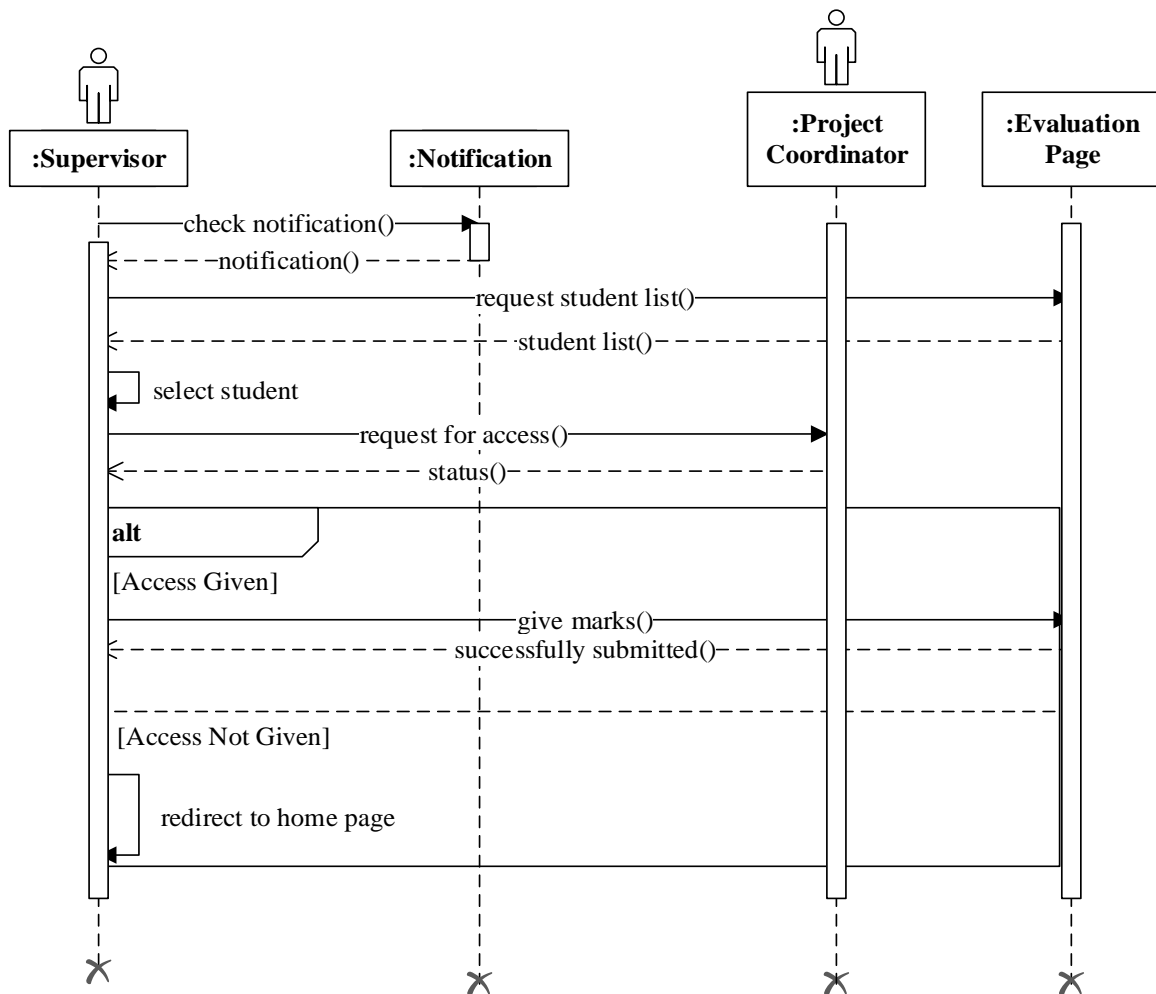 :Supervisor
:Notification
:Project
Coordinator
:Evaluation
Page
check notification()
notification()
request student list()
student list()
select student
request for access()
status()
alt
[Access Given]
give marks()
successfully submitted()
[Access Not Given]
redirect to home page